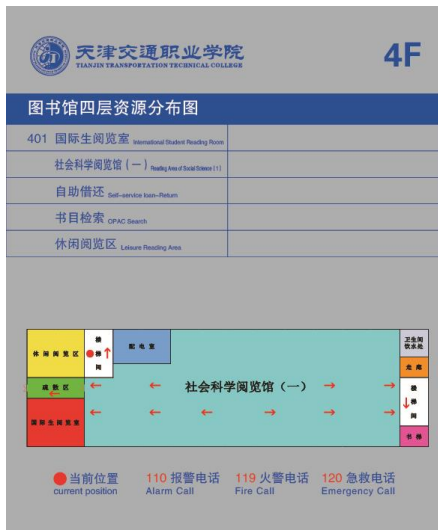 天津交通职业学院
TIANJIN TRANSPORTATION TECHNICAL COLLEGE
4F
图书馆四层资源分布图
401 国际生阅览室 International Student Reading Room
社会科学阅览馆(一) Reading Area of Social Science (1)
自助借还 Self-service loan-Return
书目检索 OPAC Search
休闲阅览区 Leisure Reading Area
休闲阅览区
楼梯间
配电室
卫生间
饮水处
走廊
疏散区
社会科学阅览馆(一)
楼梯间
国际生阅览室
书梯
当前位置
current position
110 报警电话
Alarm Call
119 火警电话
Fire Call
120 急救电话
Emergency Call